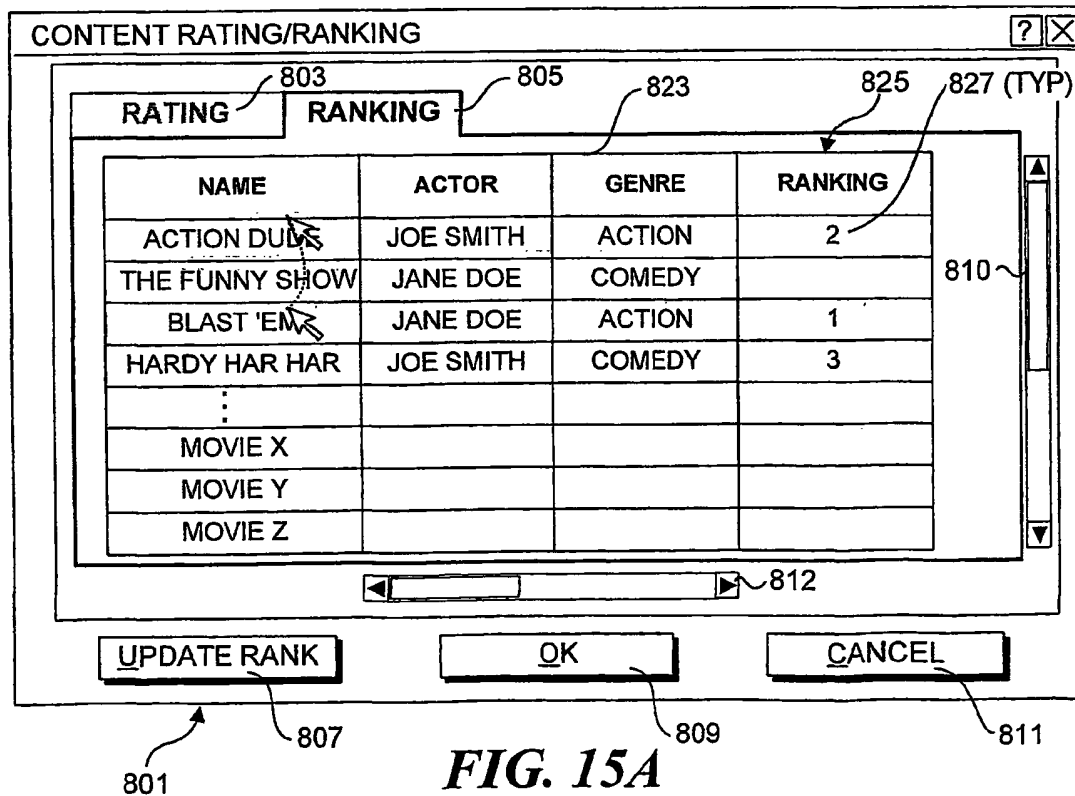 CONTENT RATING/RANKING ? X
803 805 823 825 827 (TYP)
RATING RANKING
NAME ACTOR GENRE RANKING
ACTION DUDE JOE SMITH ACTION 2
THE FUNNY SHOW JANE DOE COMEDY
810
BLAST 'EM JANE DOE ACTION 1
HARDY HAR HAR JOE SMITH COMEDY 3
⋮
MOVIE X
MOVIE Y
MOVIE Z
812
UPDATE RANK OK CANCEL
801 807 809 811
FIG. 15A